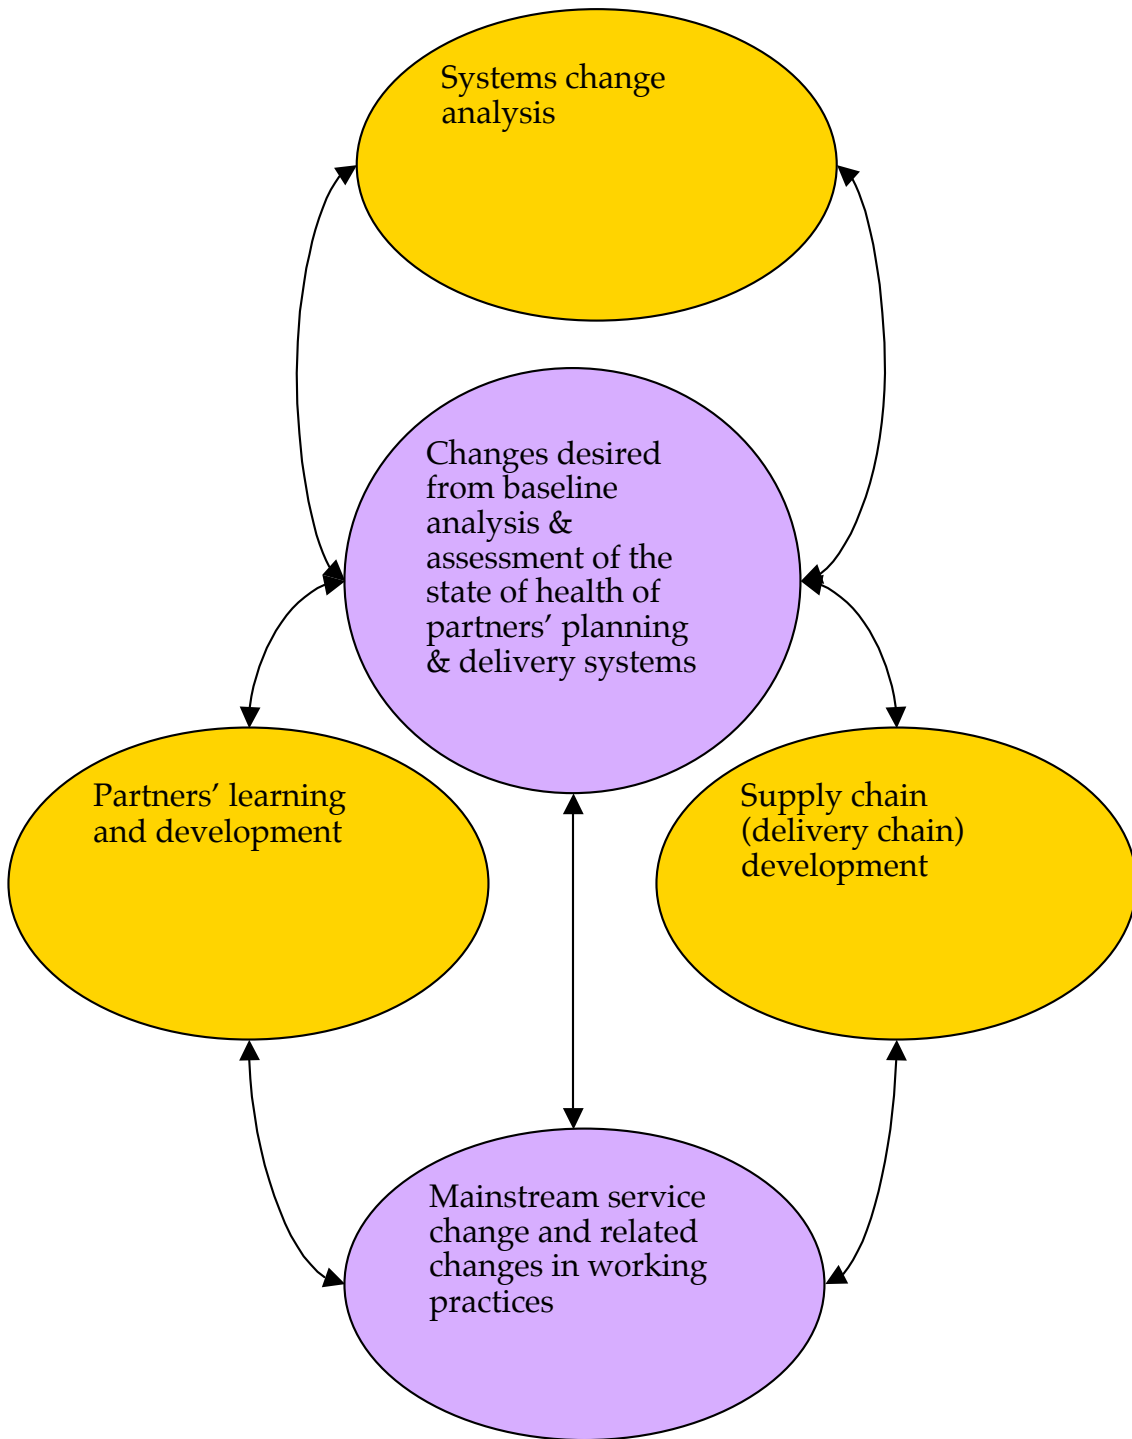 Systems change
analysis
Changes desired
from baseline
analysis &
assessment of the
state of health of
partners’ planning
& delivery systems
Partners’ learning
and development
Supply chain
(delivery chain)
development
Mainstream service
change and related
changes in working
practices